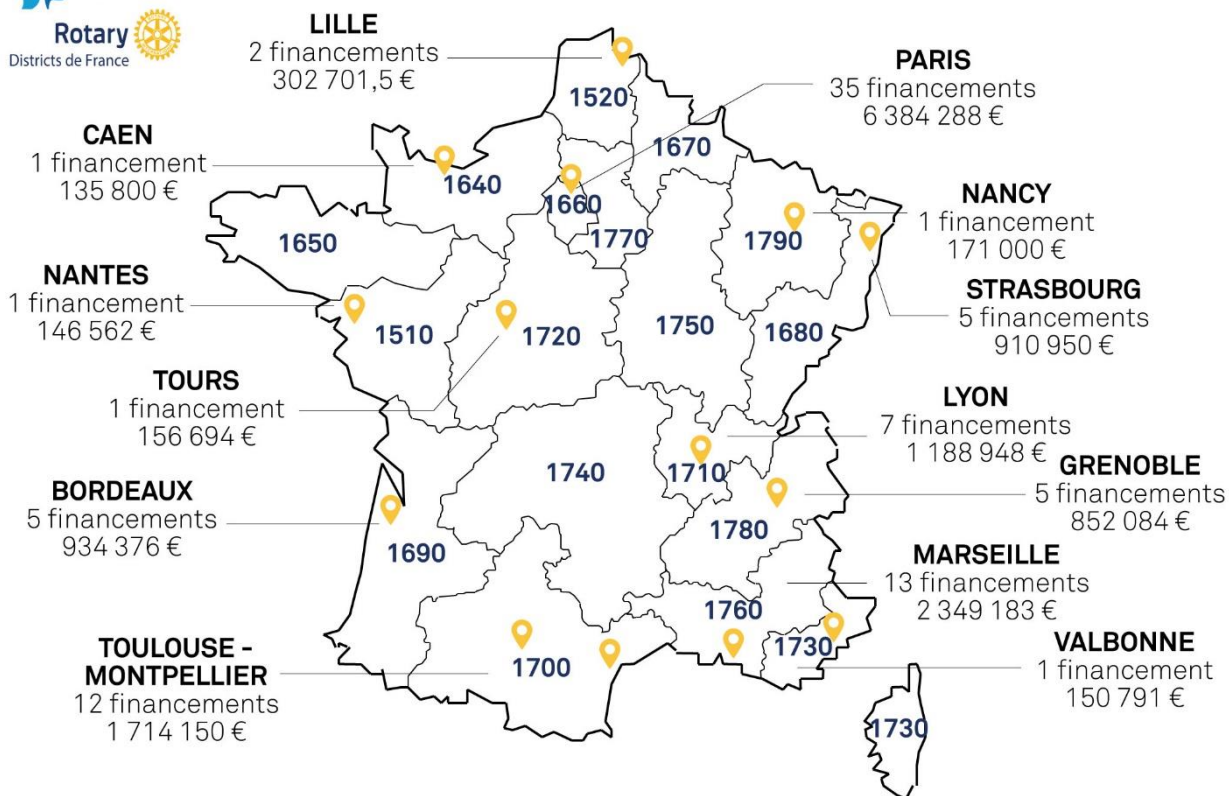 Rotary
Districts de France
LILLE
2 financements
302 701,5 €
PARIS
35 financements
6 384 288 €
CAEN
1 financement
135 800 €
NANCY
1 financement
171 000 €
NANTES
1 financement
146 562 €
STRASBOURG
5 financements
910 950 €
TOURS
1 financement
156 694 €
LYON
7 financements
1 188 948 €
BORDEAUX
5 financements
934 376 €
GRENOBLE
5 financements
852 084 €
MARSEILLE
13 financements
2 349 183 €
TOULOUSE -
MONTPELLIER
12 financements
1 714 150 €
VALBONNE
1 financement
150 791 €
1520
1670
1640
1660
1770
1790
1650
1510
1720
1750
1680
1740
1710
1780
1690
1760
1700
1730
1730